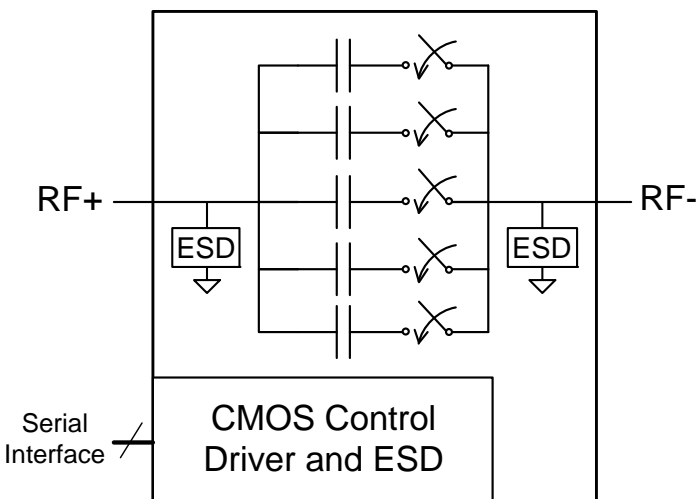 RF+
RF-
ESD
ESD
Serial
Interface
CMOS Control
Driver and ESD